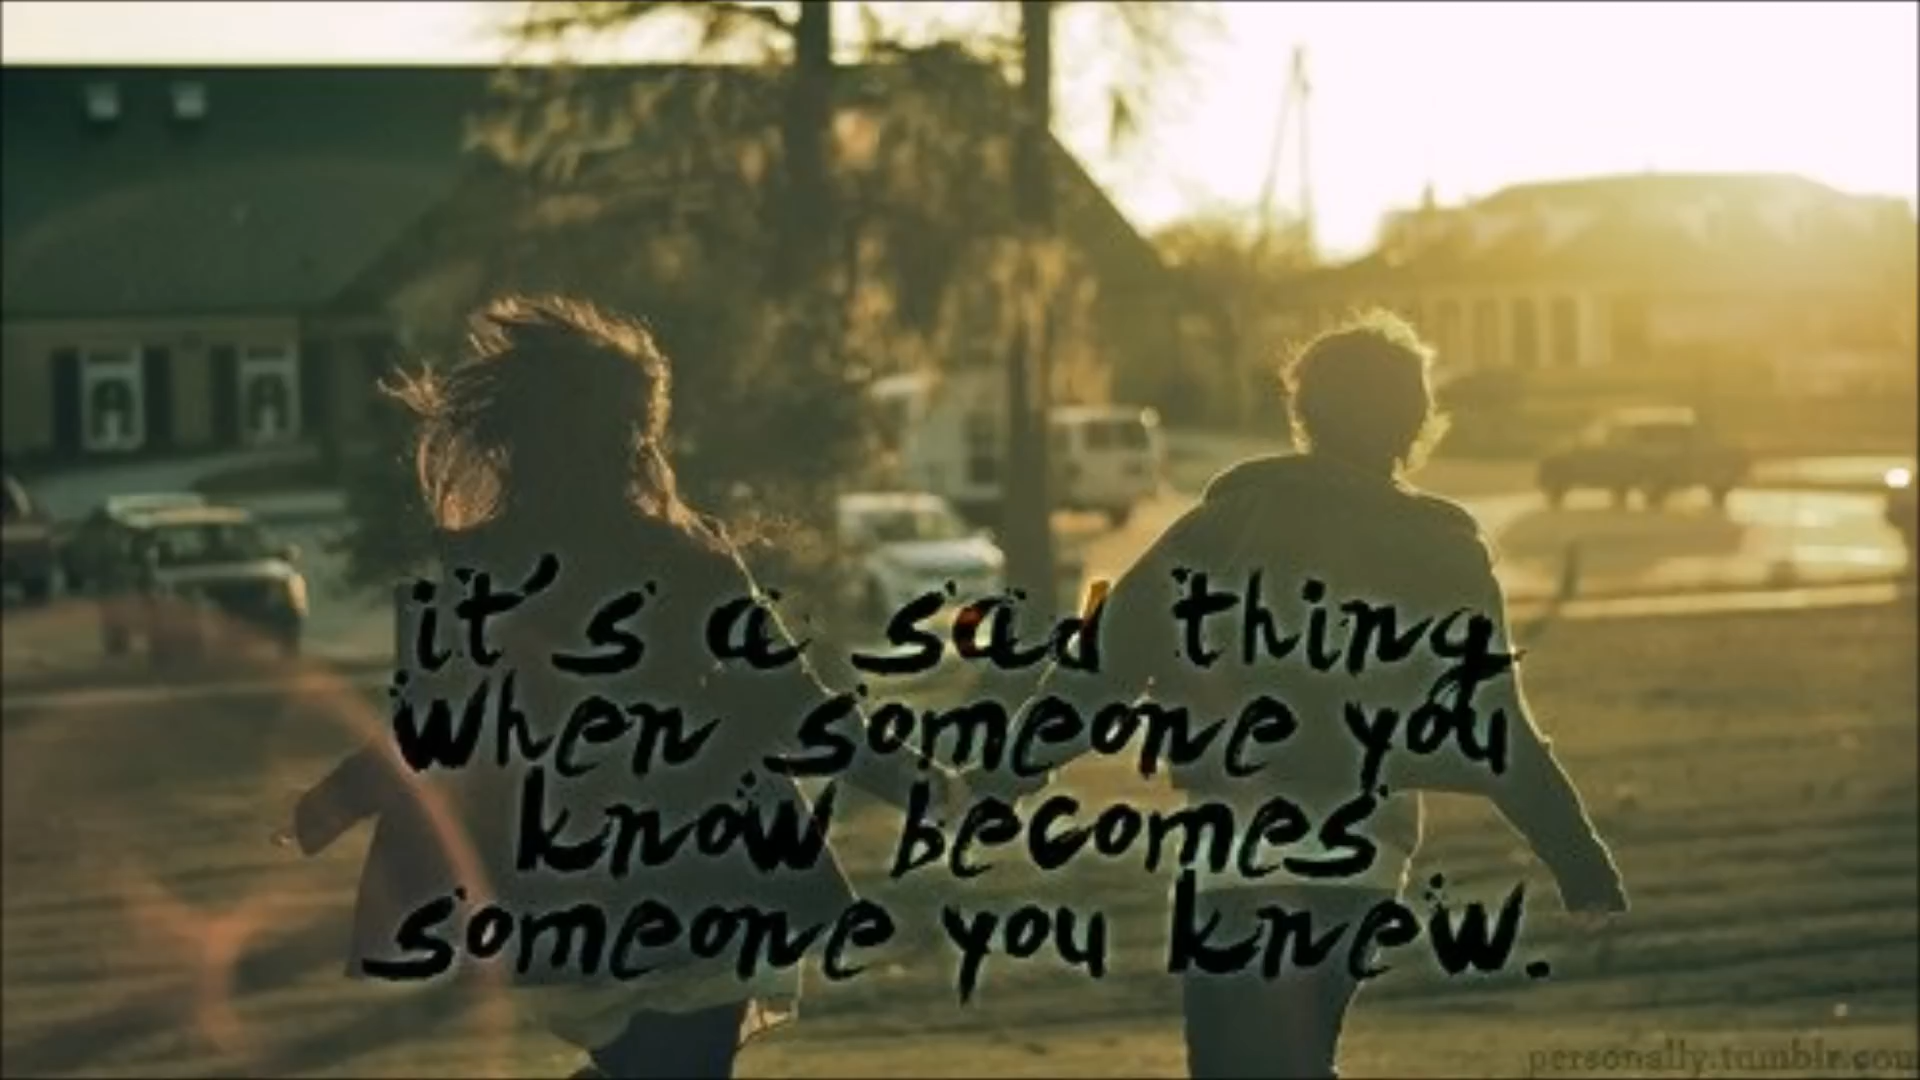 it's a sad thing
when someone you
know becomes
someone you knew.
personally.tumblr.com